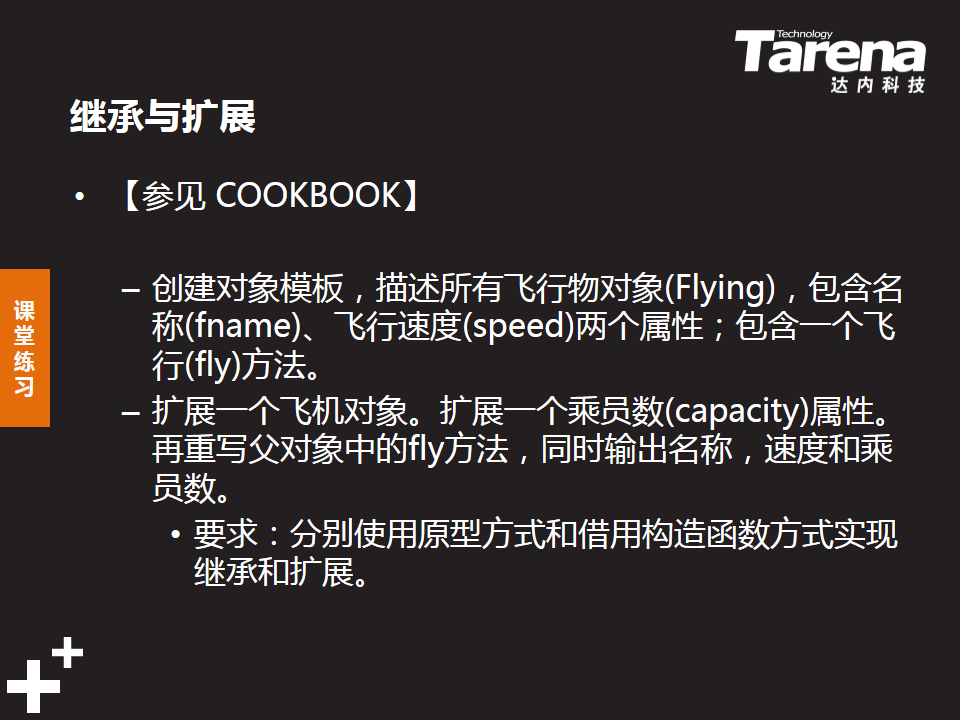 Technology
Tarena
达内科技
继承与扩展
• 【参见 COOKBOOK】
– 创建对象模板，描述所有飞行物对象(Flying)，包含名
称(fname)、飞行速度(speed)两个属性；包含一个飞
行(fly)方法。
– 扩展一个飞机对象。扩展一个乘员数(capacity)属性。
再重写父对象中的fly方法，同时输出名称，速度和乘
员数。
• 要求：分别使用原型方式和借用构造函数方式实现
继承和扩展。
课
堂
练
习